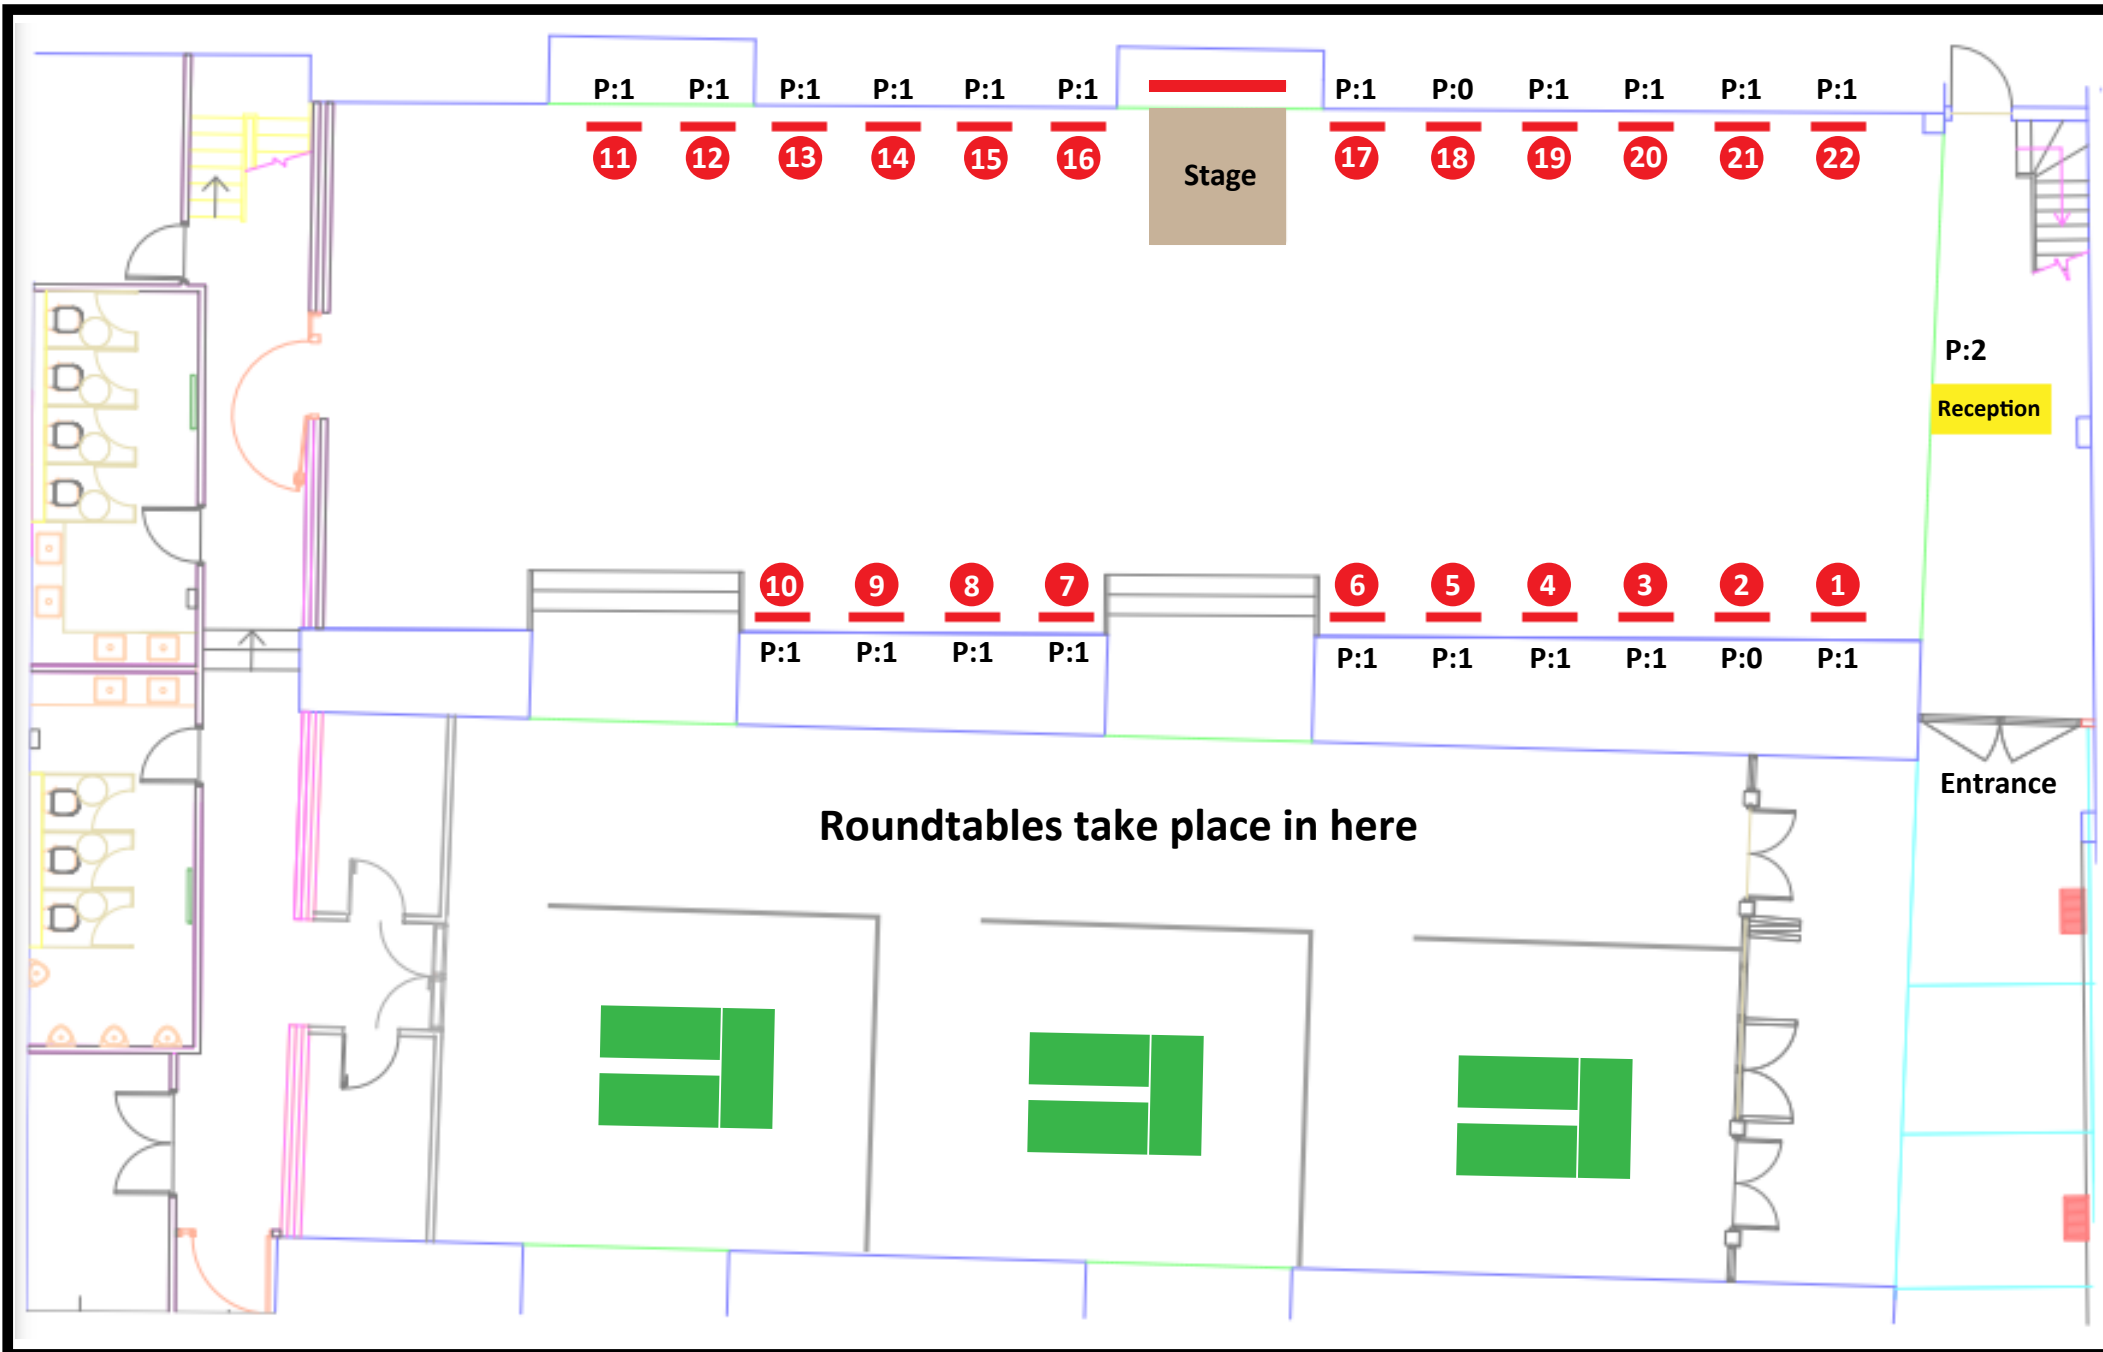 P:1 P:1 P:1 P:1 P:1 P:1 P:1 P:0 P:1 P:1 P:1 P:1
11 12 13 14 15 16 17 18 19 20 21 22
Stage
P:2
Reception
10 9 8 7 6 5 4 3 2 1
P:1 P:1 P:1 P:1 P:1 P:1 P:1 P:1 P:0 P:1
Entrance
Roundtables take place in here